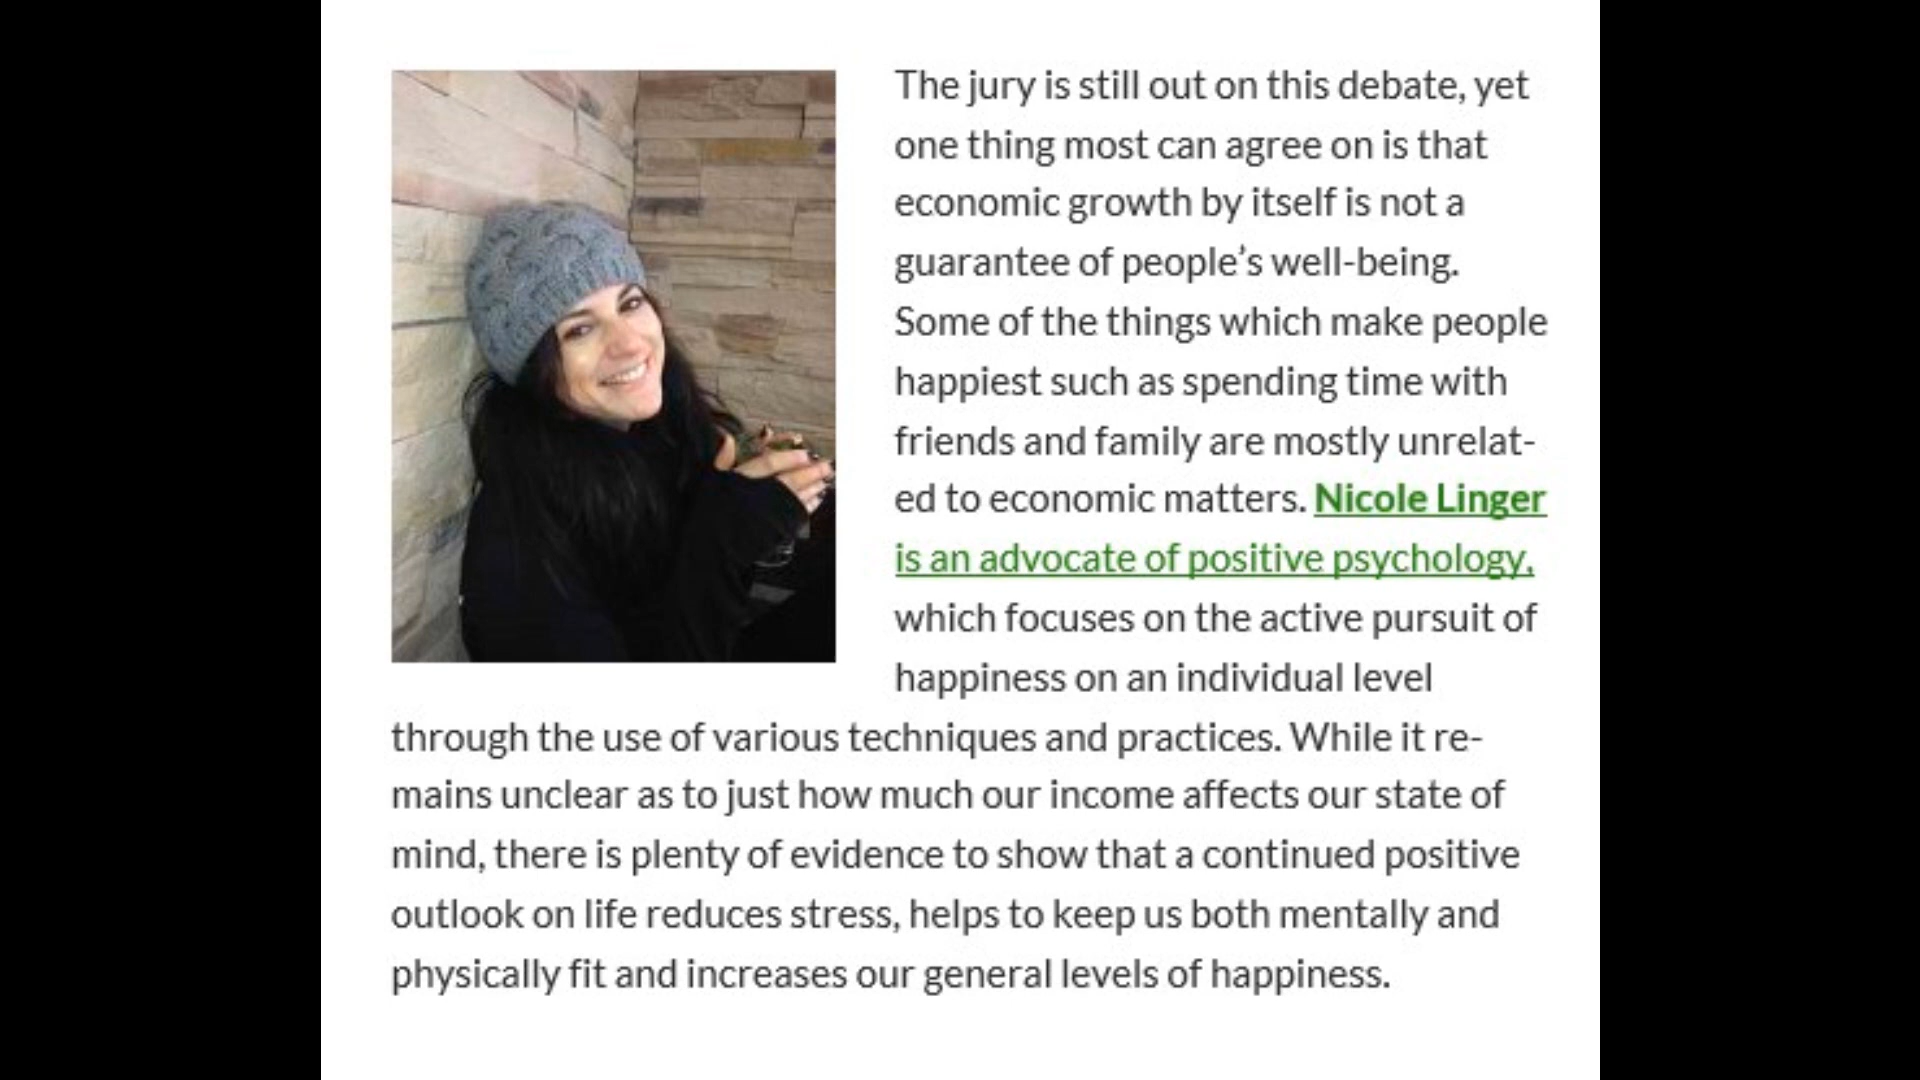 The jury is still out on this debate, yet
one thing most can agree on is that
economic growth by itself is not a
guarantee of people’s well-being.
Some of the things which make people
happiest such as spending time with
friends and family are mostly unrelat-
ed to economic matters. Nicole Linger
is an advocate of positive psychology,
which focuses on the active pursuit of
happiness on an individual level
through the use of various techniques and practices. While it re-
mains unclear as to just how much our income affects our state of
mind, there is plenty of evidence to show that a continued positive
outlook on life reduces stress, helps to keep us both mentally and
physically fit and increases our general levels of happiness.